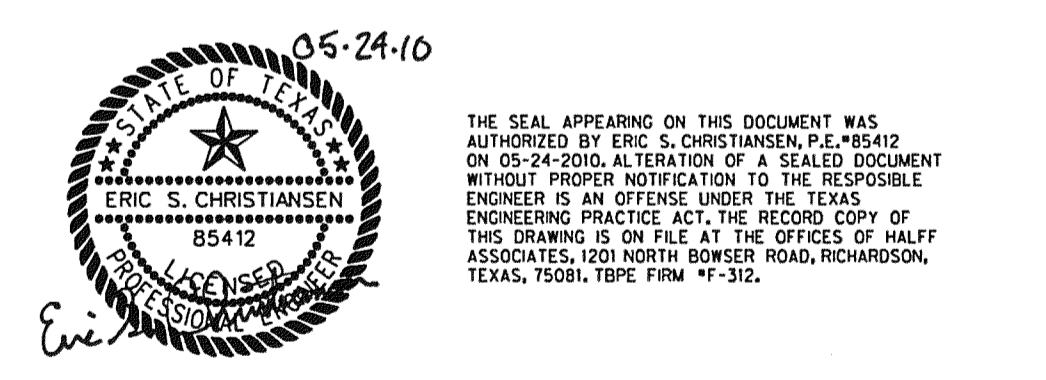 05·24·10
STATE OF TEXAS
ERIC S. CHRISTIANSEN
85412
LICENSED
PROFESSIONAL ENGINEER
Eric S.
THE SEAL APPEARING ON THIS DOCUMENT WAS
AUTHORIZED BY ERIC S. CHRISTIANSEN, P.E.#85412
ON 05-24-2010. ALTERATION OF A SEALED DOCUMENT
WITHOUT PROPER NOTIFICATION TO THE RESPOSIBLE
ENGINEER IS AN OFFENSE UNDER THE TEXAS
ENGINEERING PRACTICE ACT. THE RECORD COPY OF
THIS DRAWING IS ON FILE AT THE OFFICES OF HALFF
ASSOCIATES, 1201 NORTH BOWSER ROAD, RICHARDSON,
TEXAS, 75081. TBPE FIRM #F-312.